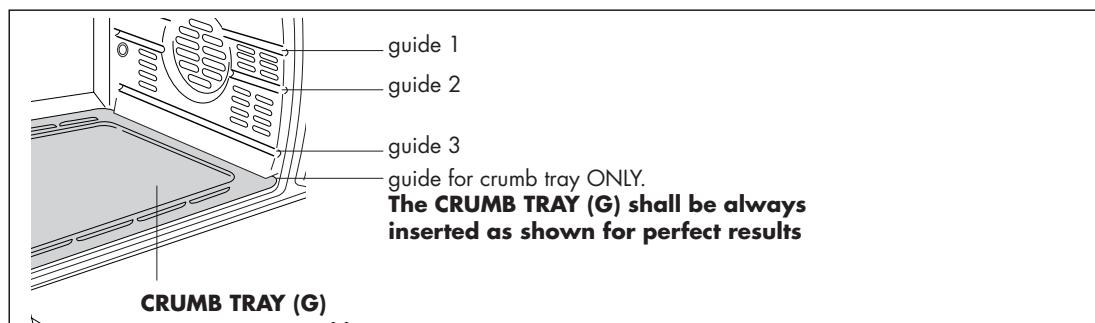 guide 1
guide 2
guide 3
guide for crumb tray ONLY.
The CRUMB TRAY (G) shall be always
inserted as shown for perfect results
CRUMB TRAY (G)